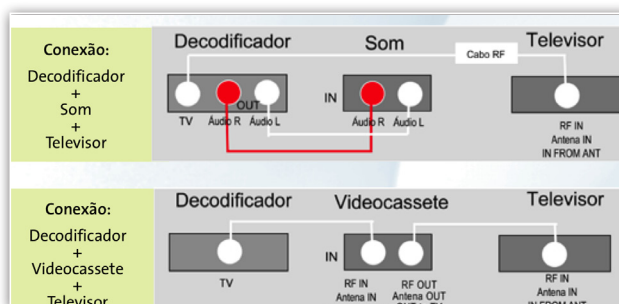 Conexão:
Decodificador
+
Som
+
Televisor
Decodificador
Som
Televisor
Cabo RF
OUT
IN
TV
Áudio R
Áudio L
Áudio R
Áudio L
RF IN
Antena IN
IN FROM ANT
Conexão:
Decodificador
+
Videocassete
+
Televisor
Decodificador
Videocassete
Televisor
IN
TV
RF IN
Antena IN
RF OUT
Antena OUT
RF IN
Antena IN